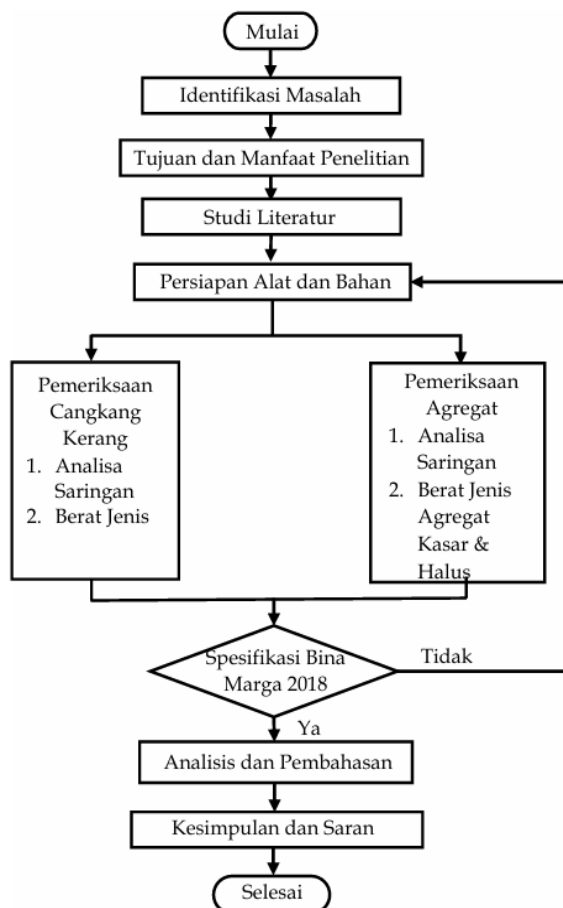 Mulai
Identifikasi Masalah
Tujuan dan Manfaat Penelitian
Studi Literatur
Persiapan Alat dan Bahan
Pemeriksaan
Cangkang
Kerang
1. Analisa
Saringan
2. Berat Jenis
Pemeriksaan
Agregat
1. Analisa
Saringan
2. Berat Jenis
Agregat
Kasar &
Halus
Spesifikasi Bina
Marga 2018
Tidak
Ya
Analisis dan Pembahasan
Kesimpulan dan Saran
Selesai